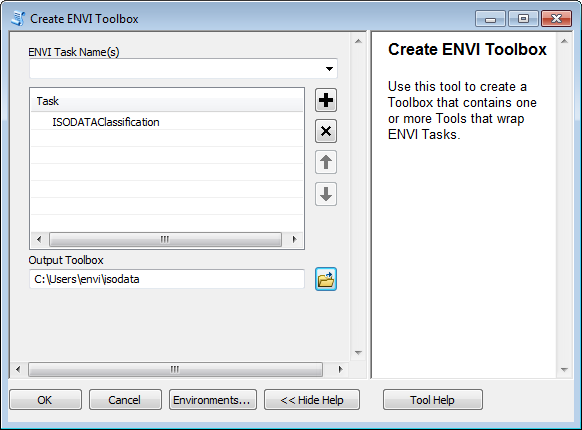 Create ENVI Toolbox
ENVI Task Name(s)
Task
ISODATAClassification
Output Toolbox
C:\Users\envi\isodata
Create ENVI Toolbox
Use this tool to create a
Toolbox that contains one
or more Tools that wrap
ENVI Tasks.
OK
Cancel
Environments...
<< Hide Help
Tool Help